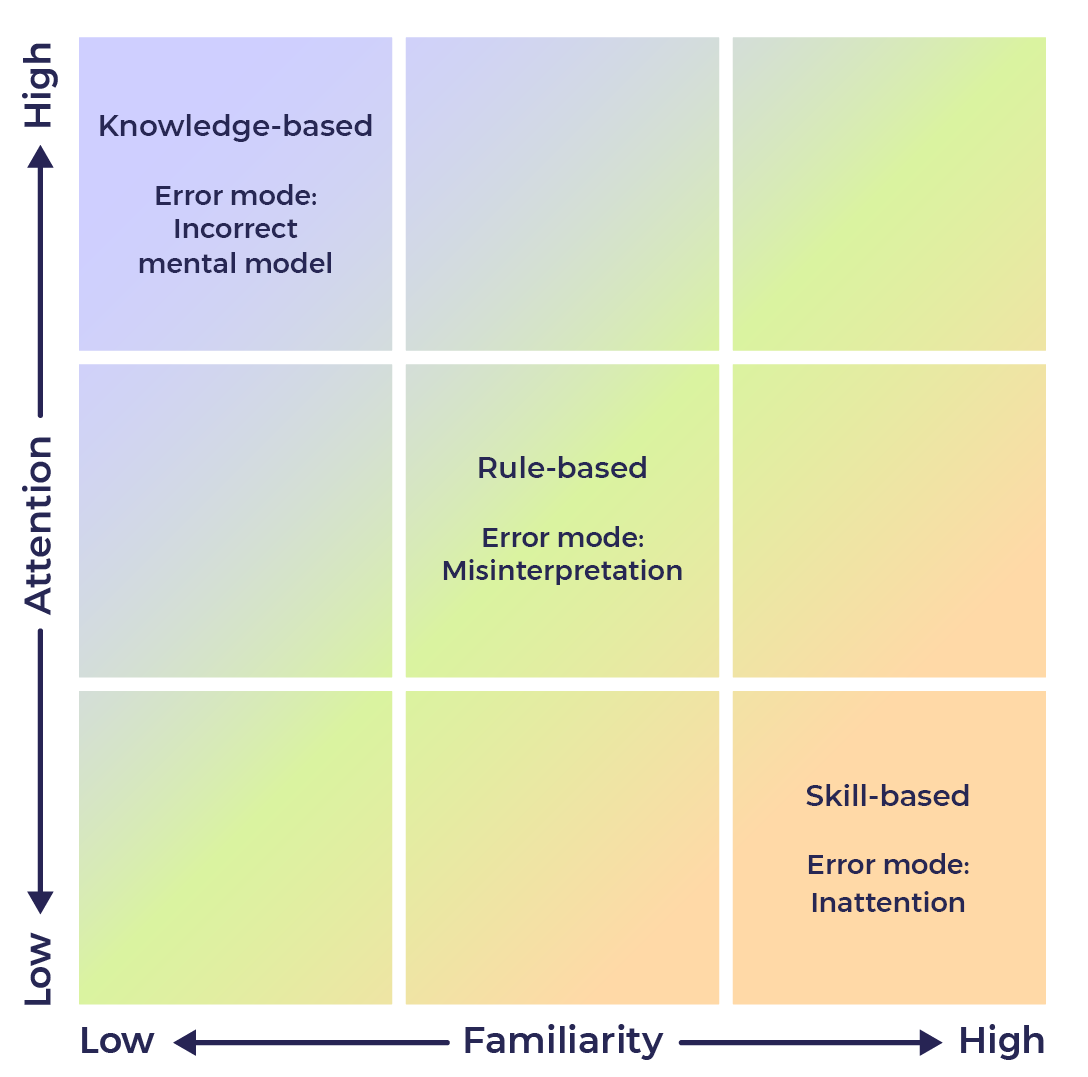 High
Knowledge-based
Error mode:
Incorrect
mental model
Attention
Rule-based
Error mode:
Misinterpretation
Skill-based
Error mode:
Inattention
Low
Low
Familiarity
High